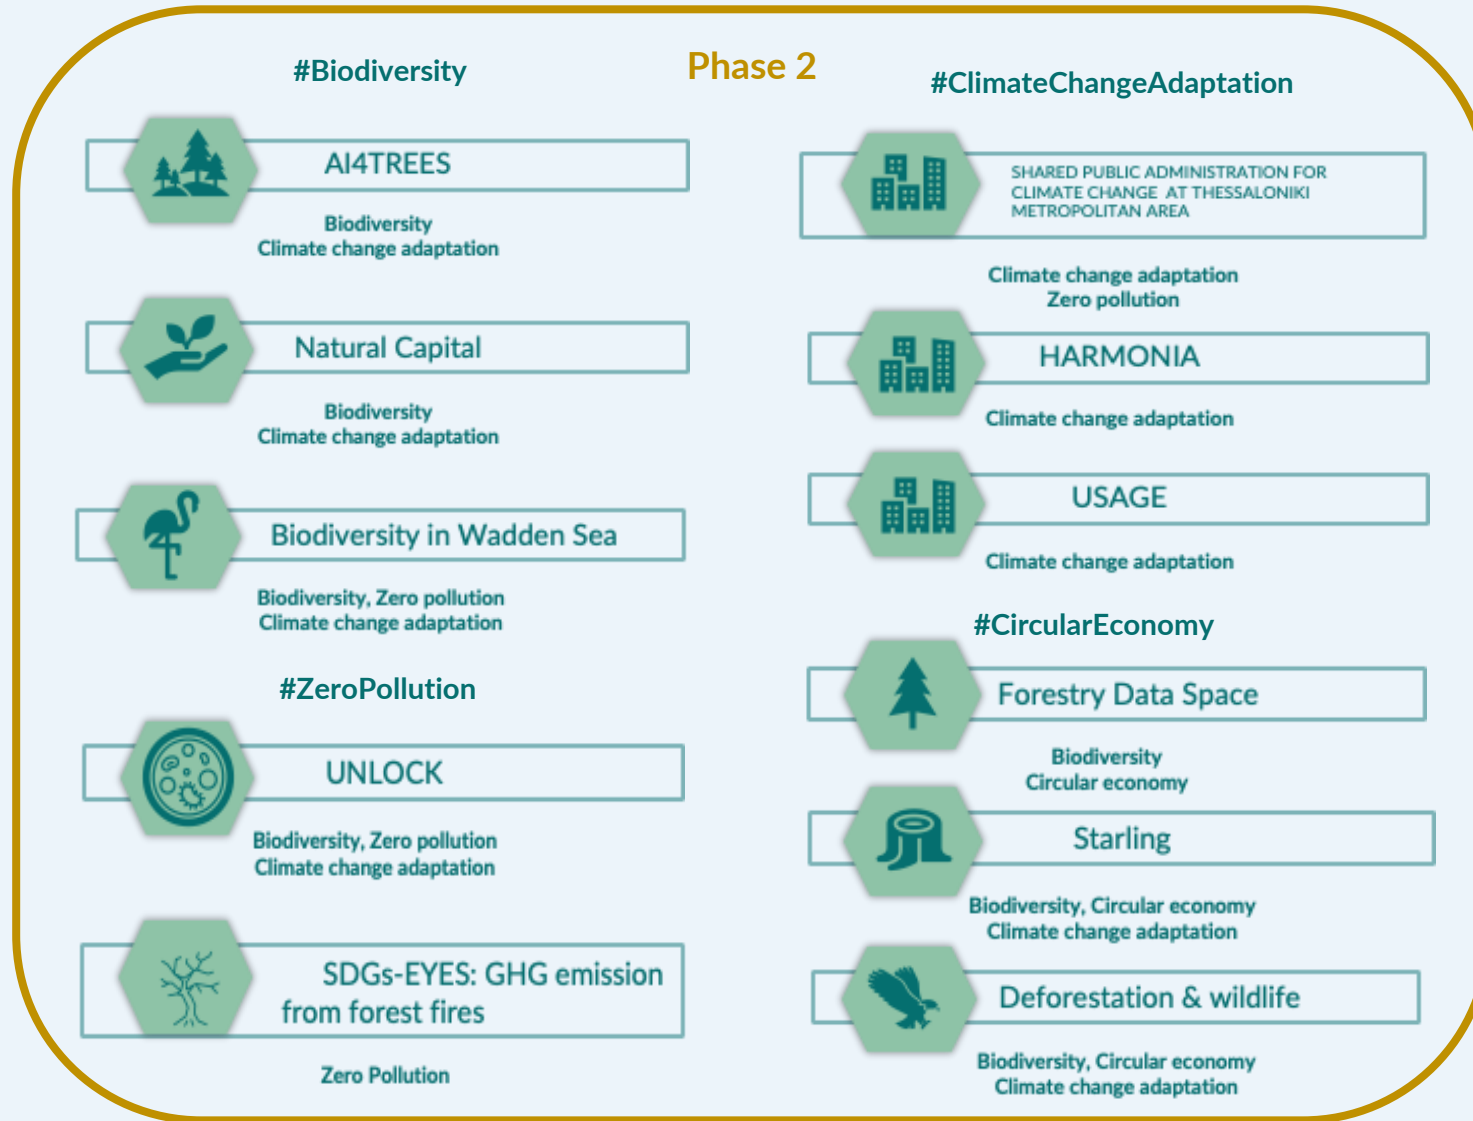 Phase 2
#Biodiversity
AI4TREES
Biodiversity
Climate change adaptation
Natural Capital
Biodiversity
Climate change adaptation
Biodiversity in Wadden Sea
Biodiversity, Zero pollution
Climate change adaptation
#ZeroPollution
UNLOCK
Biodiversity, Zero pollution
Climate change adaptation
SDGs-EYES: GHG emission
from forest fires
Zero Pollution
#ClimateChangeAdaptation
SHARED PUBLIC ADMINISTRATION FOR
CLIMATE CHANGE AT THESSALONIKI
METROPOLITAN AREA
Climate change adaptation
Zero pollution
HARMONIA
Climate change adaptation
USAGE
Climate change adaptation
#CircularEconomy
Forestry Data Space
Biodiversity
Circular economy
Starling
Biodiversity, Circular economy
Climate change adaptation
Deforestation & wildlife
Biodiversity, Circular economy
Climate change adaptation